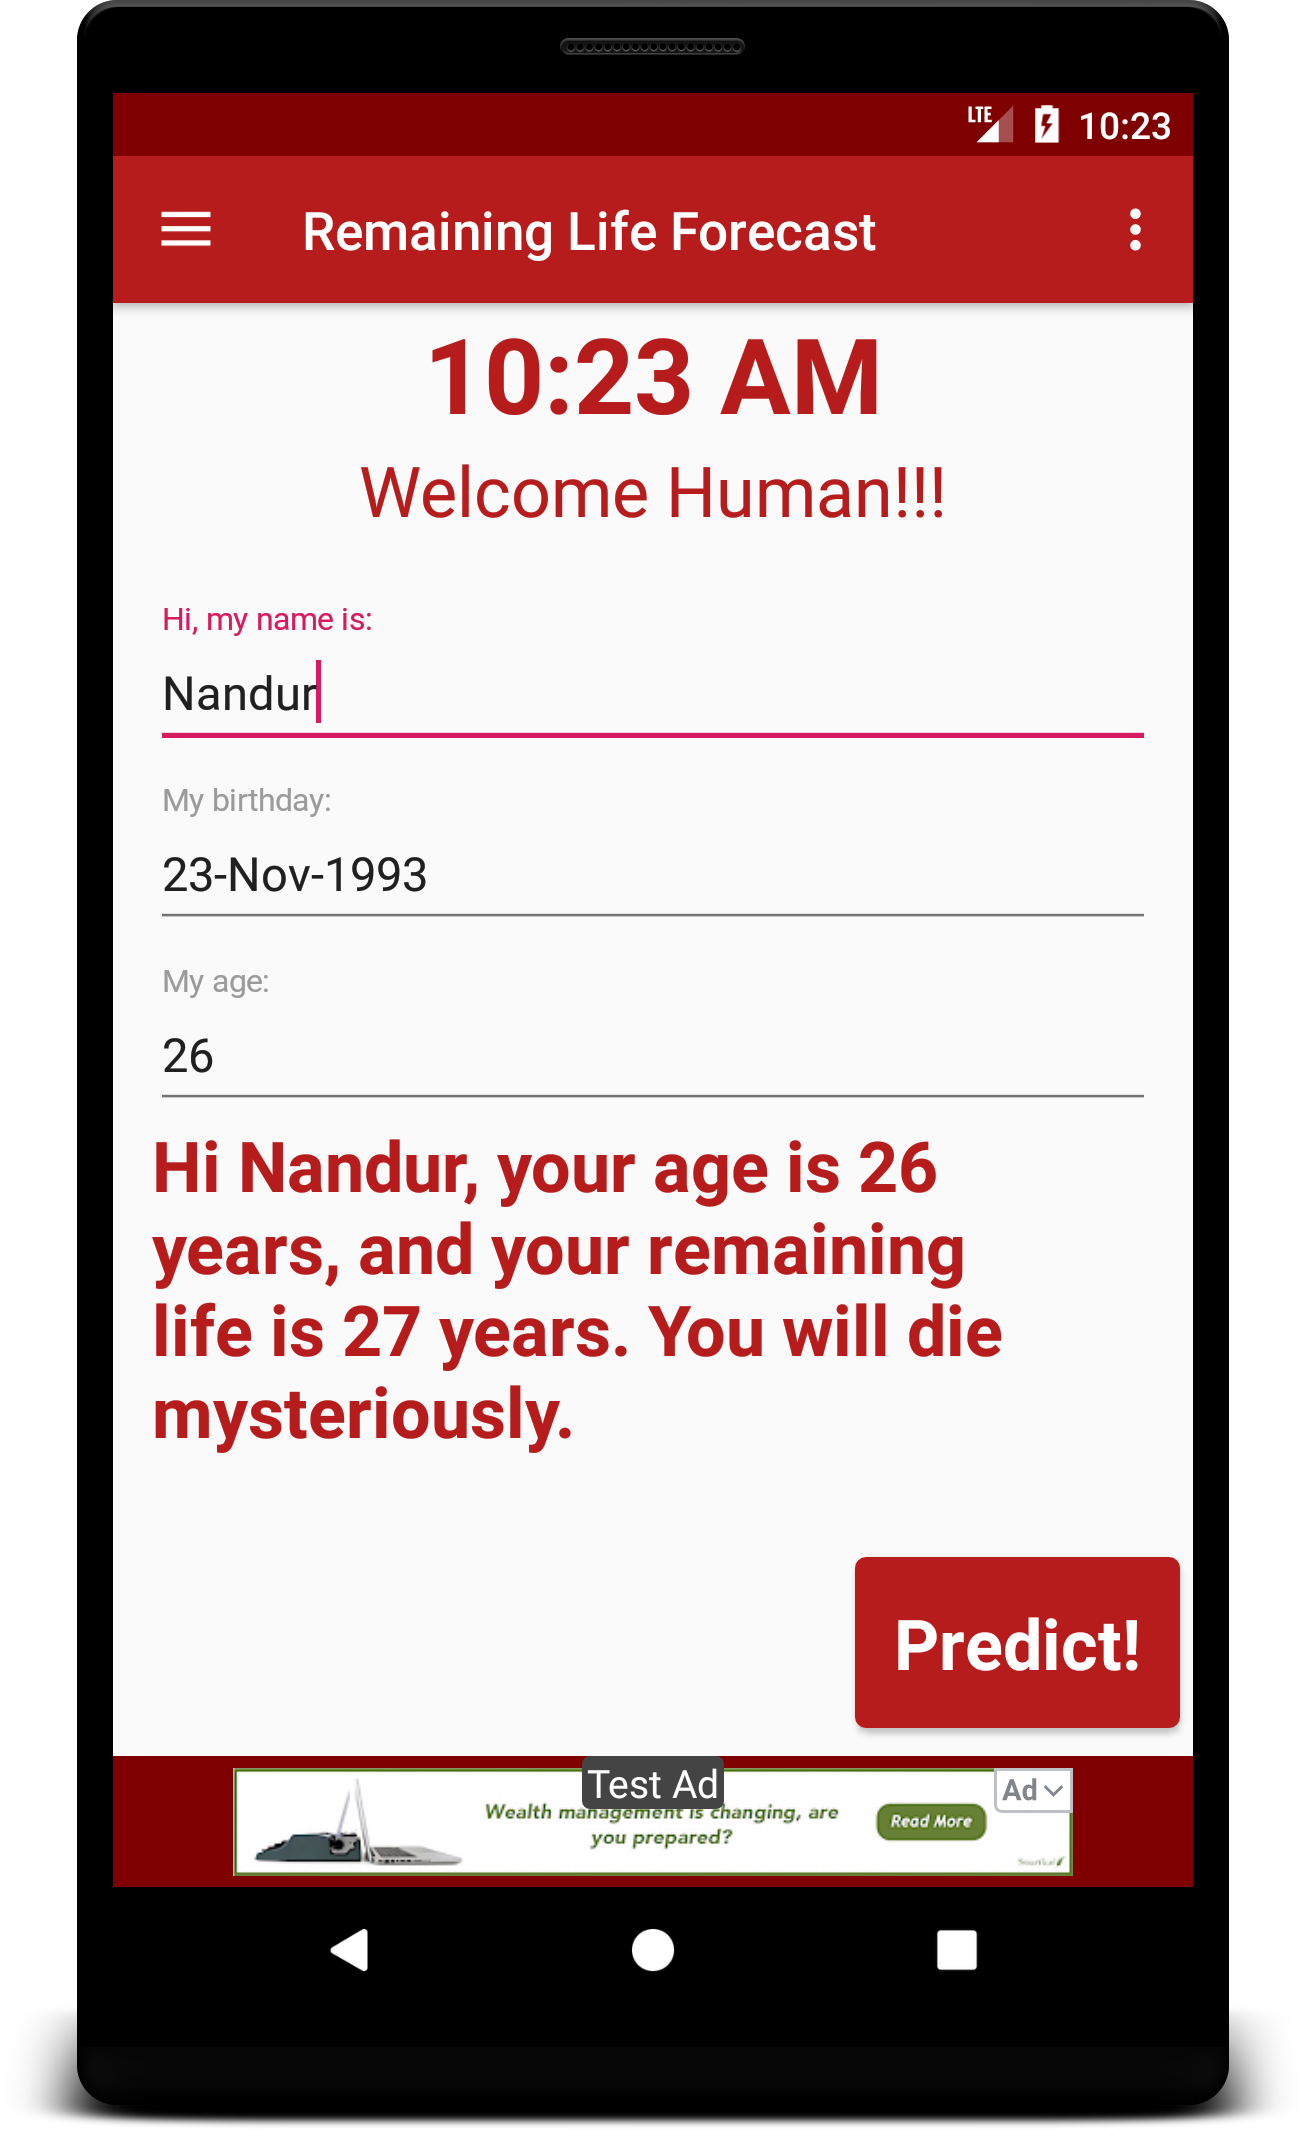 LTE 10:23
Remaining Life Forecast
10:23 AM
Welcome Human!!!
Hi, my name is:
Nandur
My birthday:
23-Nov-1993
My age:
26
Hi Nandur, your age is 26
years, and your remaining
life is 27 years. You will die
mysteriously.
Predict!
Test Ad
Ad
Wealth management is changing, are
you prepared?
Read More